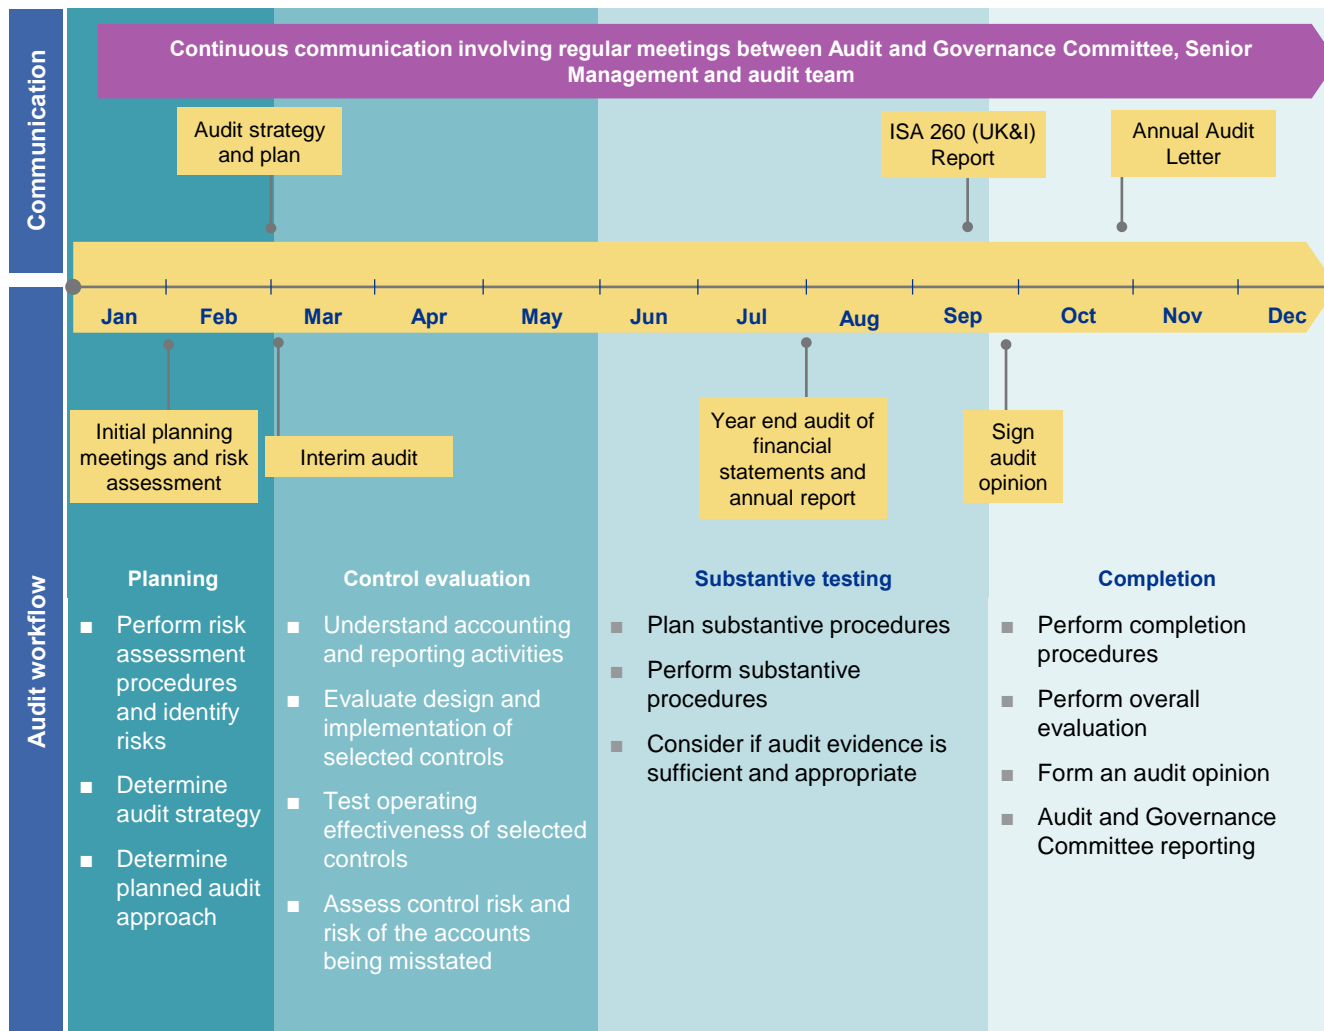 Communication
Continuous communication involving regular meetings between Audit and Governance Committee, Senior
Management and audit team
Audit strategy
and plan
ISA 260 (UK&I)
Report
Annual Audit
Letter
Jan
Feb
Mar
Apr
May
Jun
Jul
Aug
Sep
Oct
Nov
Dec
Audit workflow
Initial planning
meetings and risk
assessment
Interim audit
Year end audit of
financial
statements and
annual report
Sign
audit
opinion
Planning
■ Perform risk
assessment
procedures
and identify
risks
■ Determine
audit strategy
■ Determine
planned audit
approach
Control evaluation
■ Understand accounting
and reporting activities
■ Evaluate design and
implementation of
selected controls
■ Test operating
effectiveness of selected
controls
■ Assess control risk and
risk of the accounts
being misstated
Substantive testing
■ Plan substantive procedures
■ Perform substantive
procedures
■ Consider if audit evidence is
sufficient and appropriate
Completion
■ Perform completion
procedures
■ Perform overall
evaluation
■ Form an audit opinion
■ Audit and Governance
Committee reporting